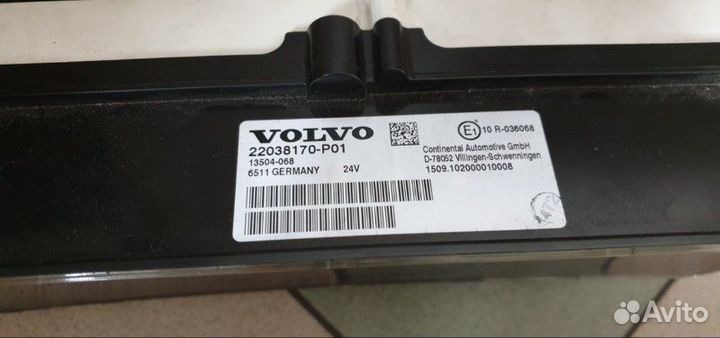 VOLVO
22038170-P01
13504-068
6511 GERMANY 24V
E1 10 R-036068
Continental Automotive GmbH
D-78052 Villingen-Schwenningen
1509.102000010008
Avito